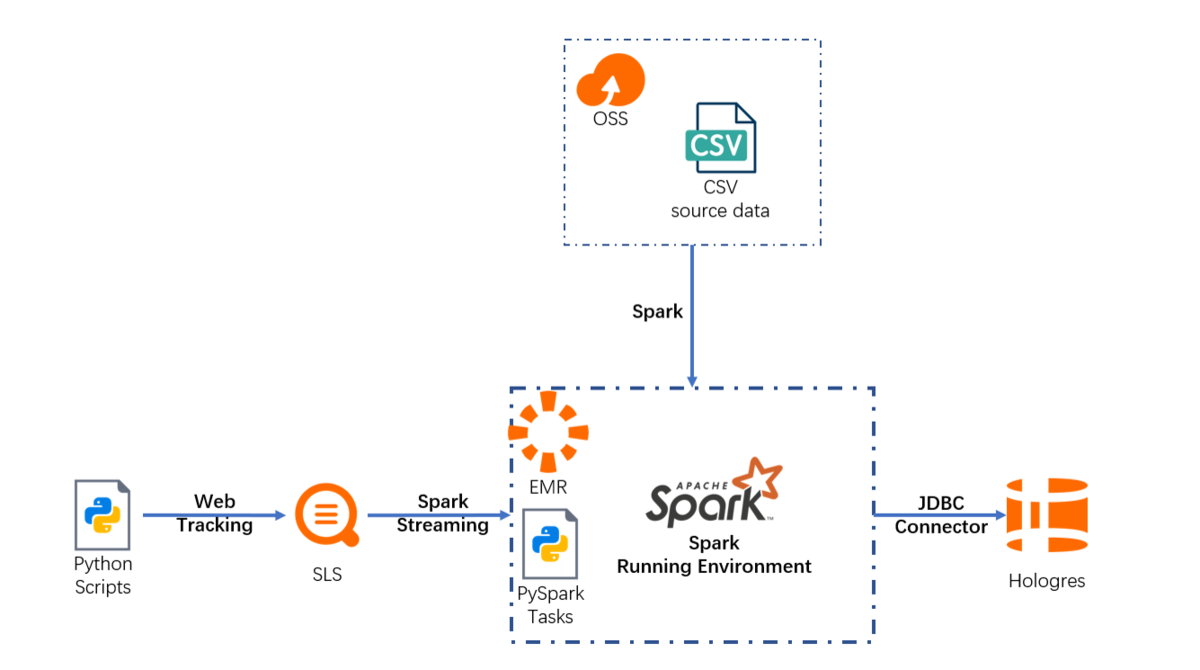 OSS
CSV
CSV
source data
Spark
EMR
APACHE
Spark
TM
Spark
Running Environment
PySpark
Tasks
Python
Scripts
Web
Tracking
SLS
Spark
Streaming
JDBC
Connector
Hologres